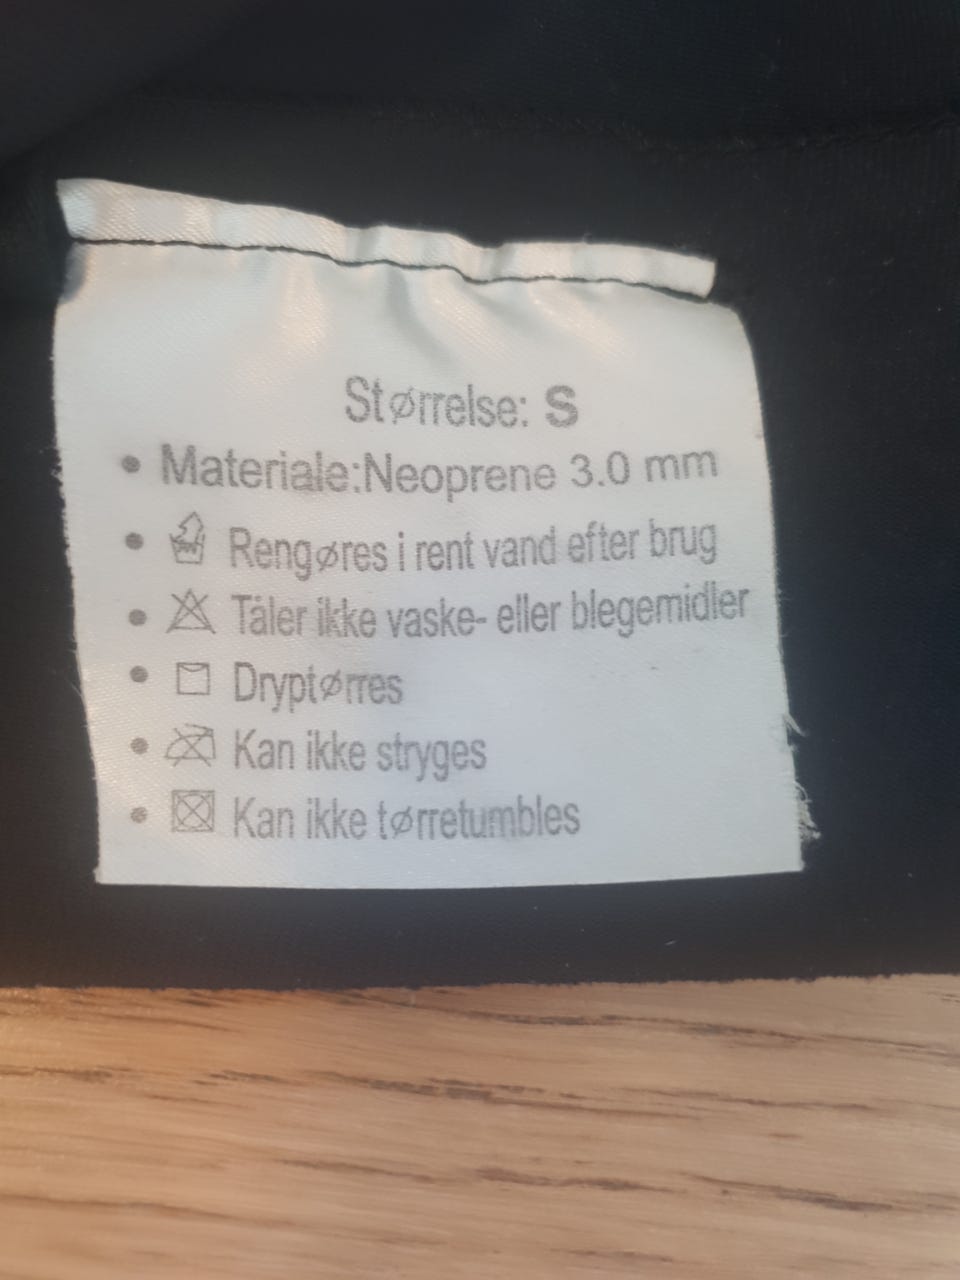 Størrelse: S
• Materiale:Neoprene 3.0 mm
• Rengøres i rent vand efter brug
• Tåler ikke vaske- eller blegemidler
• Dryptørres
• Kan ikke stryges
• Kan ikke tørretumbles